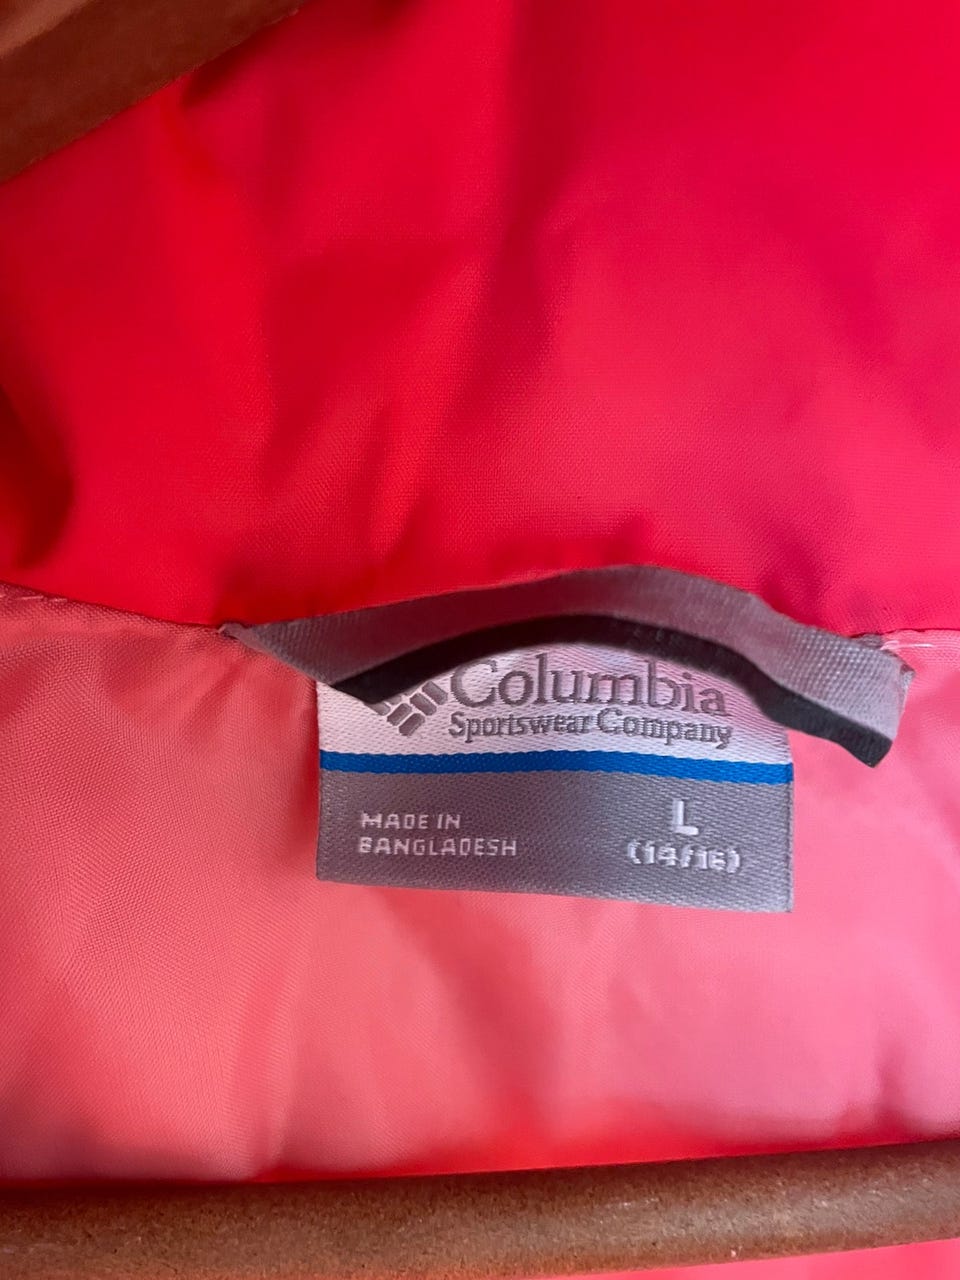 Columbia
Sportswear Company
MADE IN
BANGLADESH
L
(14/16)